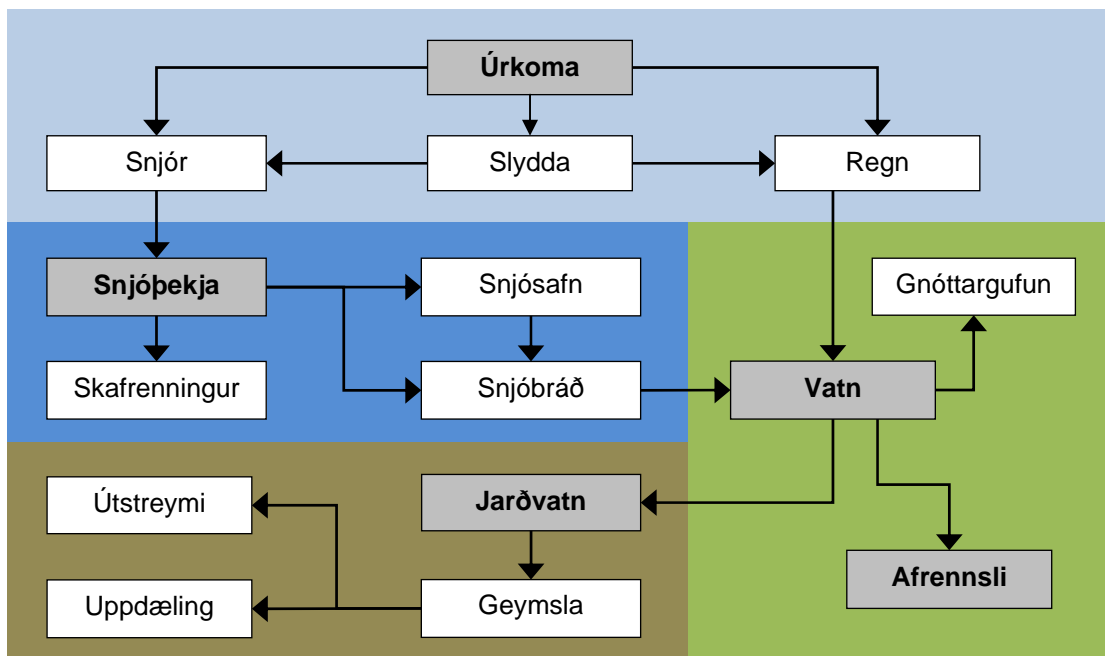 Úrkoma
Snjór
Slydda
Regn
Snjóþekja
Snjósafn
Gnóttargufun
Skafrenningur
Snjóbráð
Vatn
Útstreymi
Jarðvatn
Afrennsli
Uppdæling
Geymsla